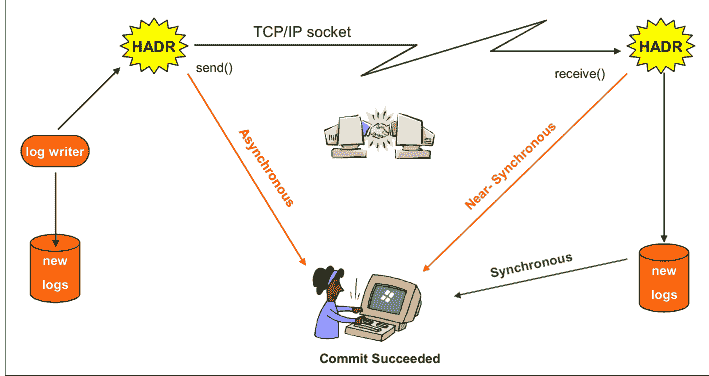 HADR
TCP/IP socket
HADR
send()
receive()
log writer
Asynchronous
Near- Synchronous
new
logs
Synchronous
new
logs
Commit Succeeded